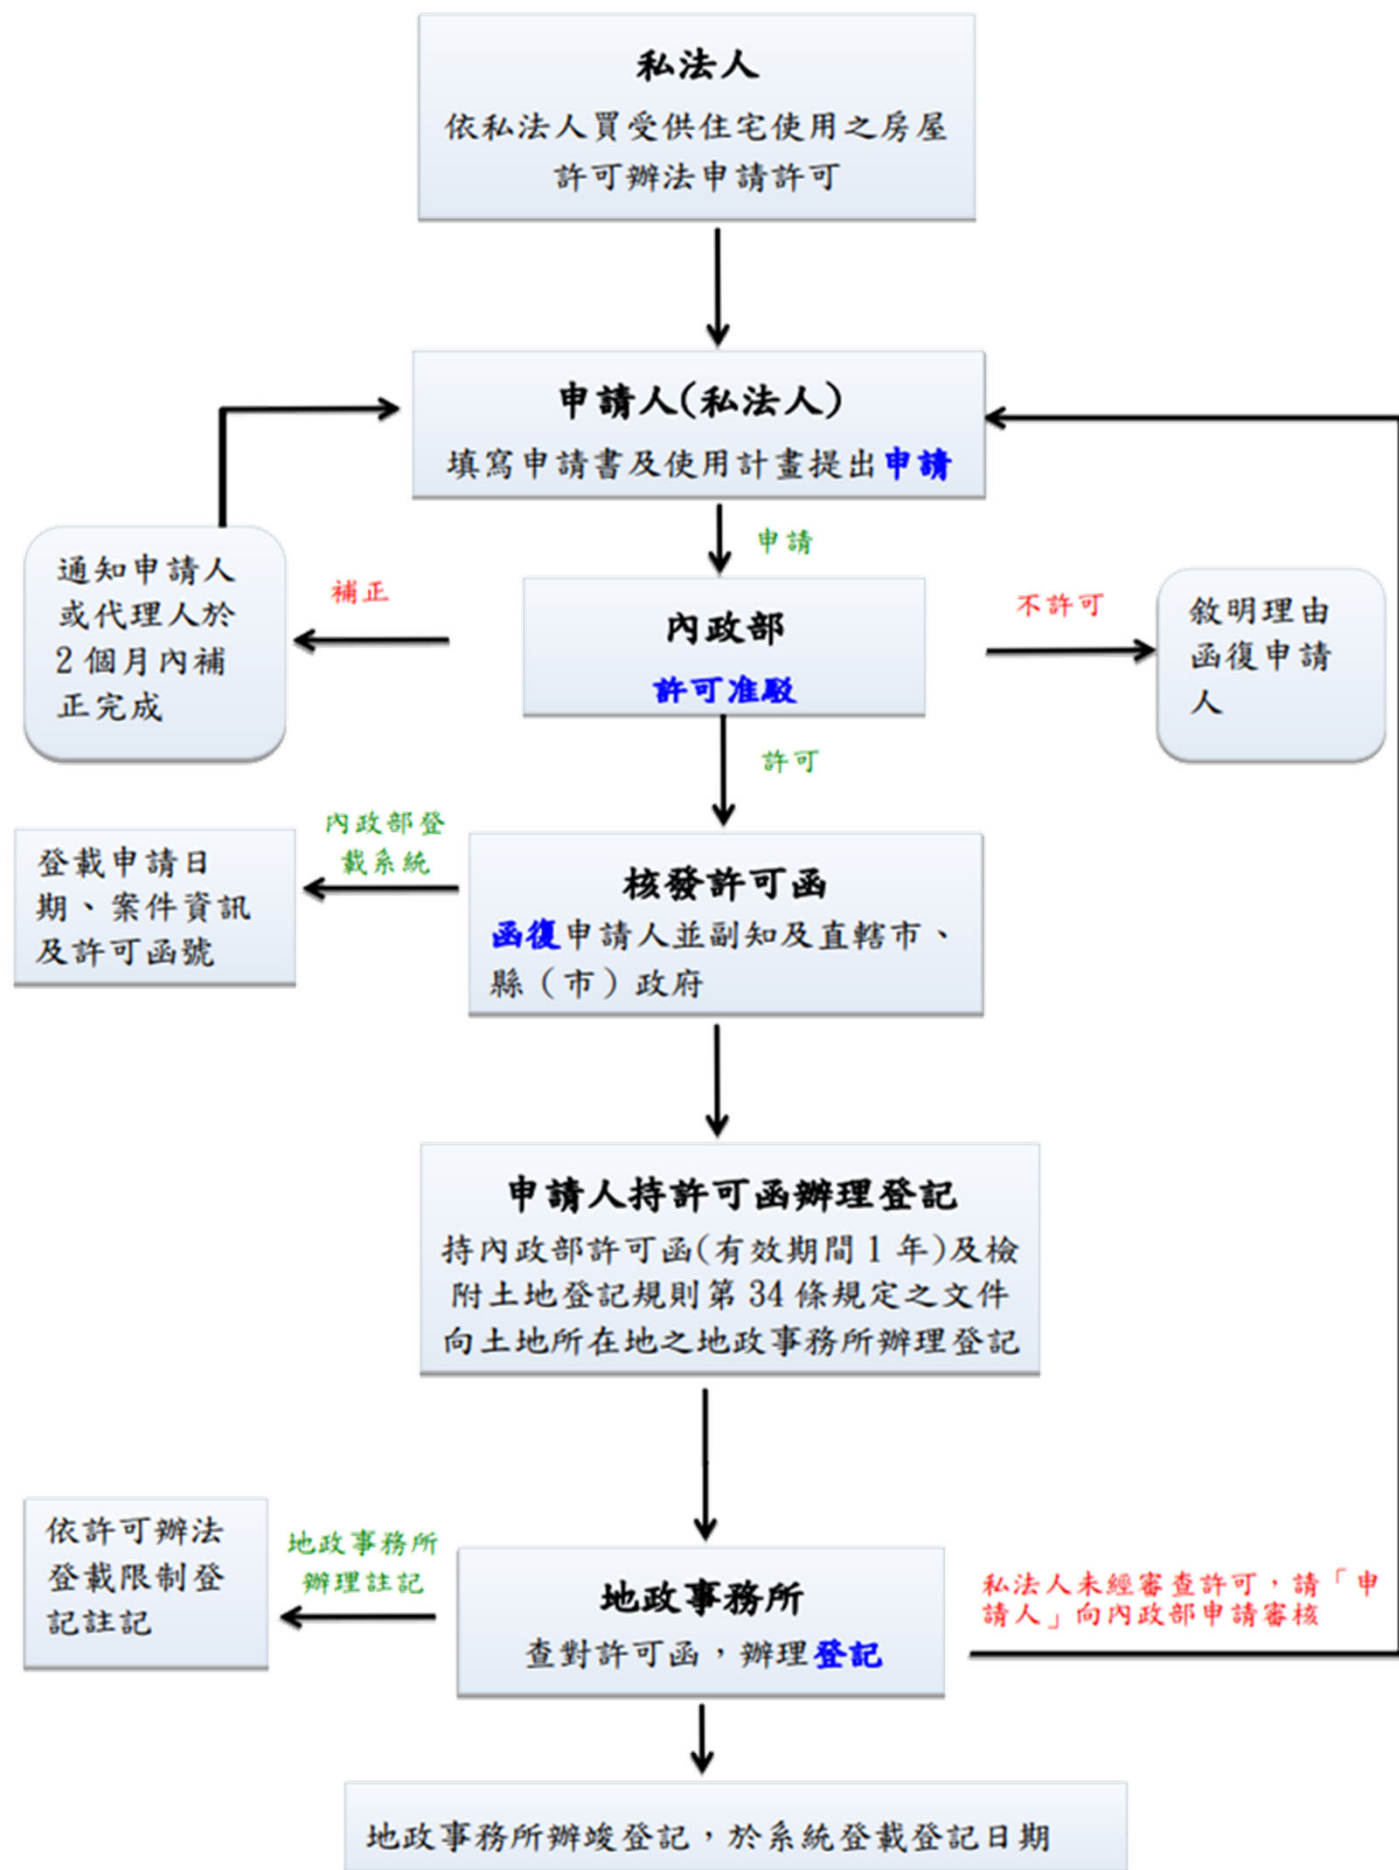 私法人
依私法人買受供住宅使用之房屋
許可辦法申請許可
申請人(私法人)
填寫申請書及使用計畫提出申請
申請
通知申請人
或代理人於
2個月內補
正完成
補正
內政部
許可准駁
不許可
敘明理由
函復申請
人
許可
內政部登
載系統
登載申請日
期、案件資訊
及許可函號
核發許可函
函復申請人並副知及直轄市、
縣（市）政府
申請人持許可函辦理登記
持內政部許可函(有效期間1年)及檢
附土地登記規則第34條規定之文件
向土地所在地之地政事務所辦理登記
依許可辦法
登載限制登
記註記
地政事務所
辦理註記
地政事務所
查對許可函，辦理登記
私法人未經審查許可，請「申
請人」向內政部申請審核
地政事務所辦竣登記，於系統登載登記日期